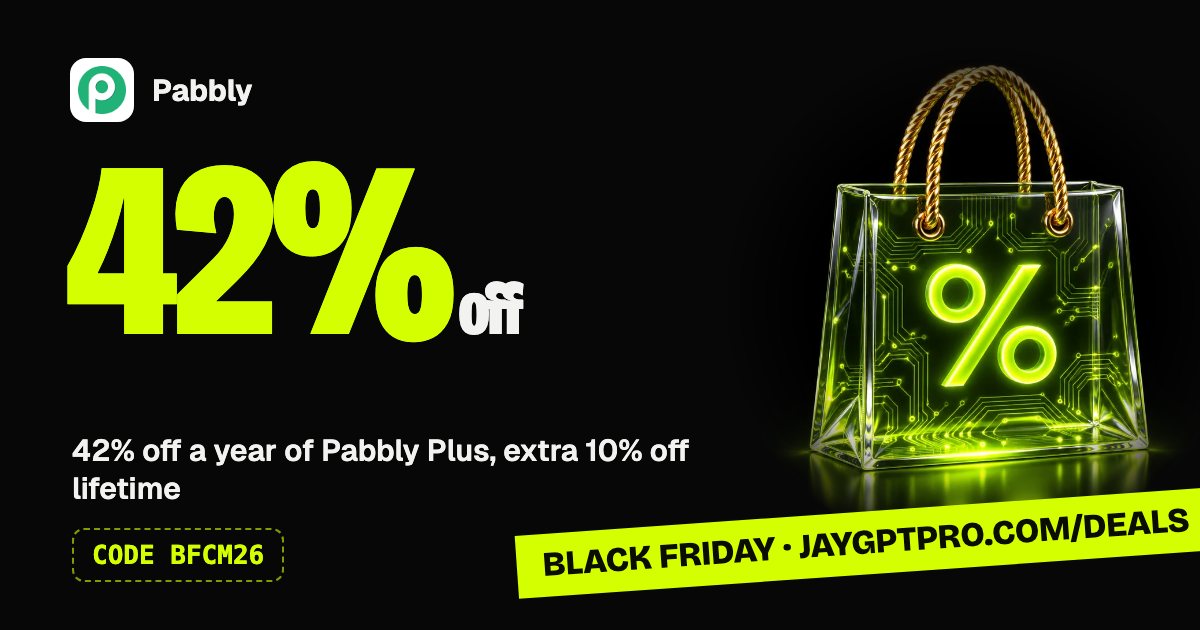 Pabbly
42% off
42% off a year of Pabbly Plus, extra 10% off
lifetime
CODE BFCM26
BLACK FRIDAY · JAYGPTPRO.COM/DEALS
%